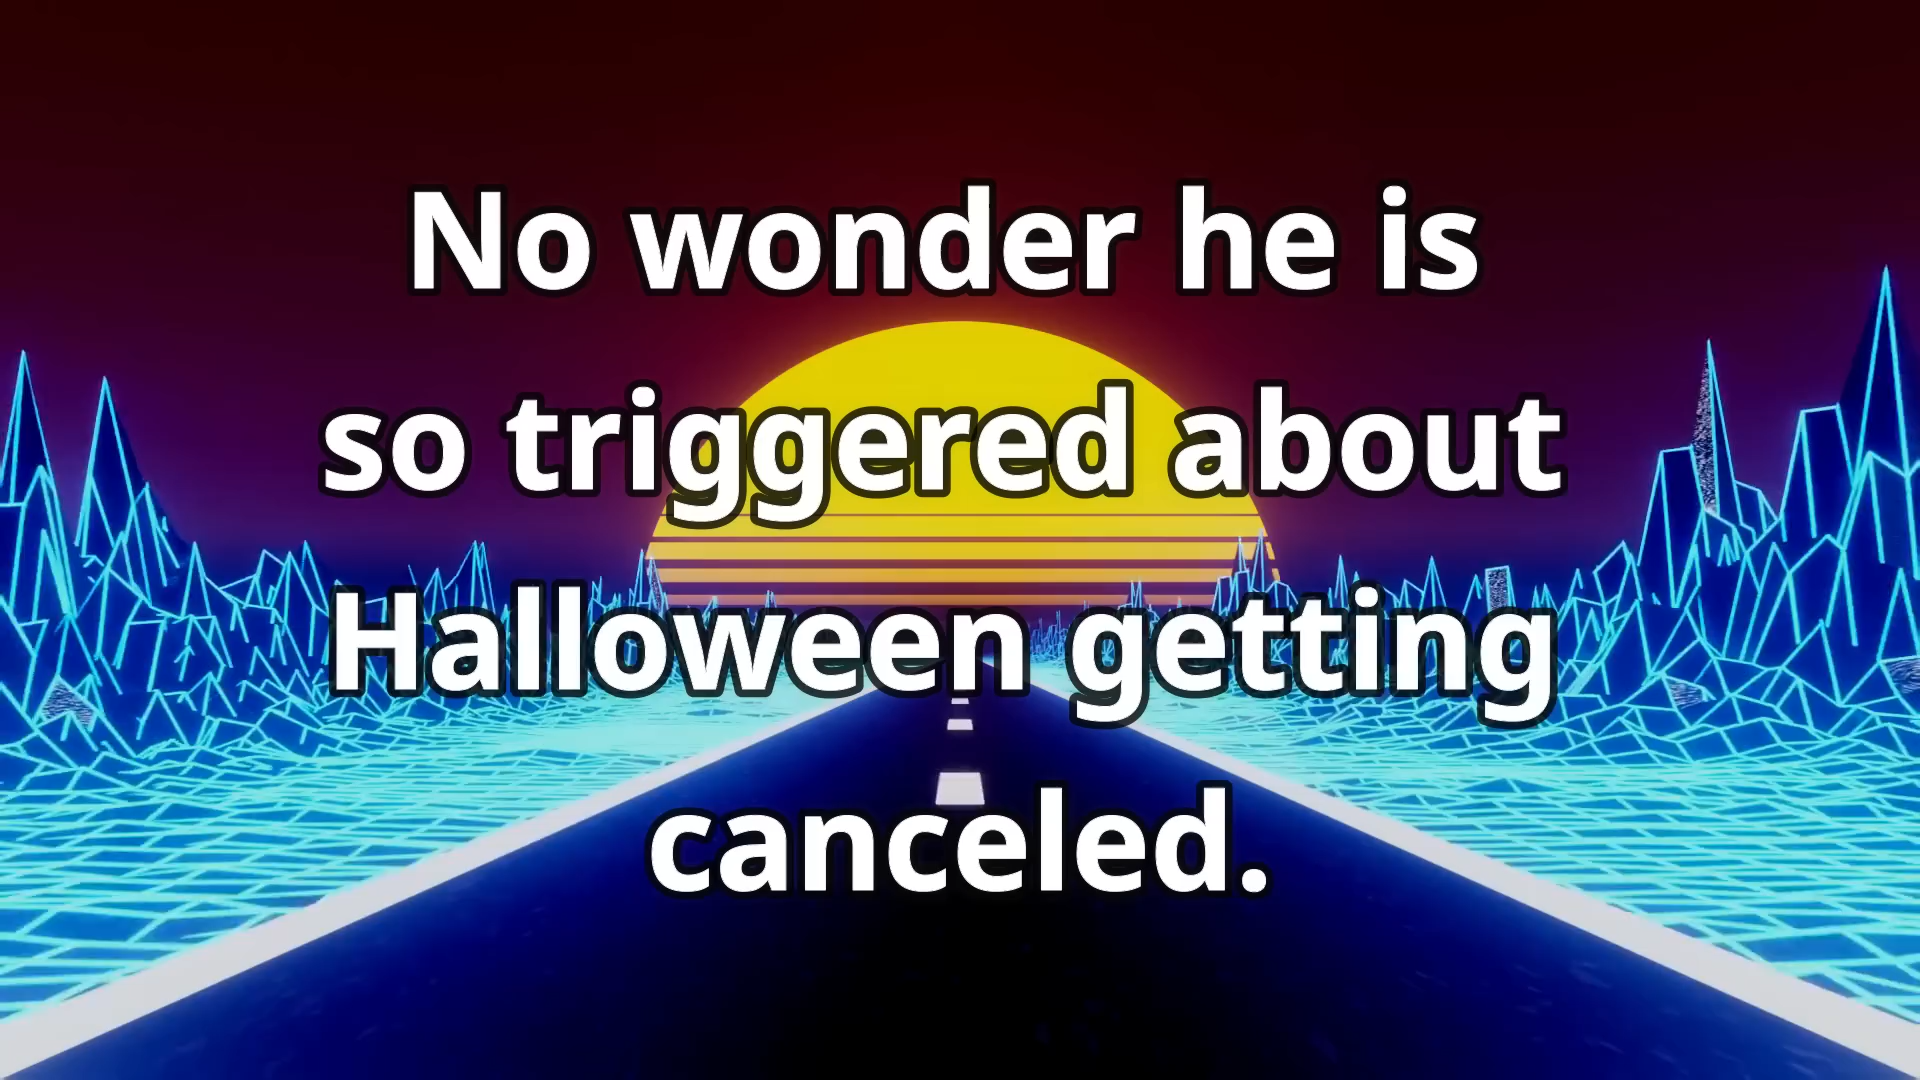 No wonder he is
so triggered about
Halloween getting
canceled.